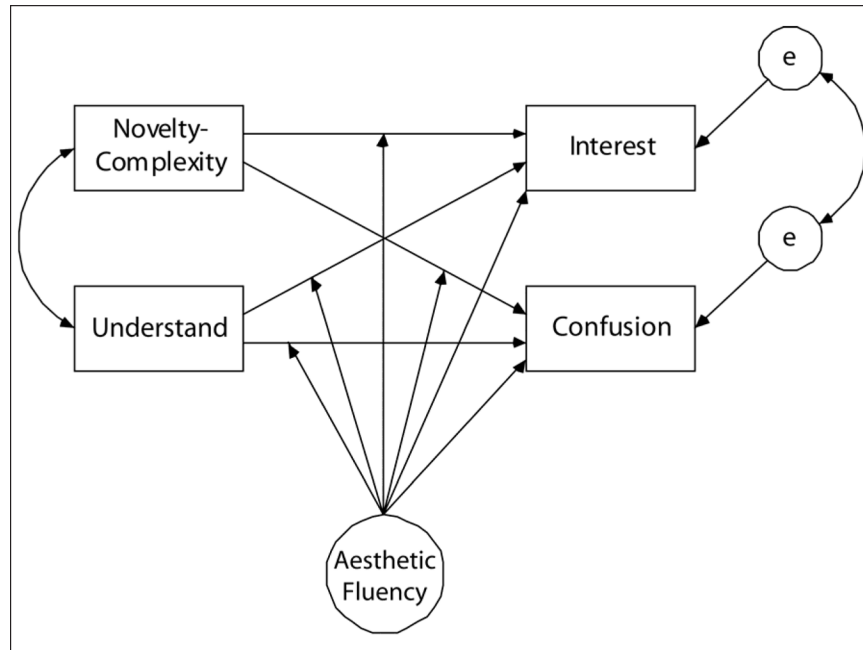 Novelty-
Complexity
Interest
e
e
Understand
Confusion
Aesthetic
Fluency